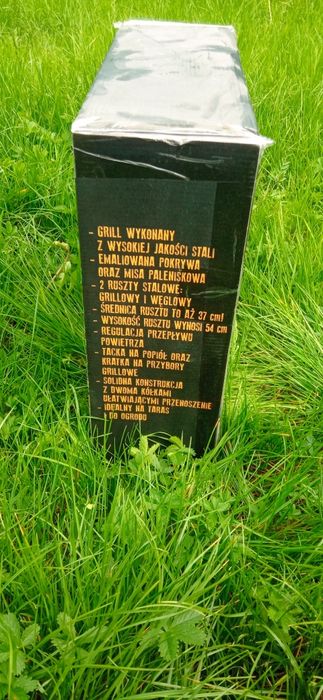 - GRILL WYKONANY
Z WYSOKIEJ JAKOŚCI STALI
- EMALIOWANA POKRYWA
ORAZ MISA PALENISKOWA
- 2 RUSZTY STALOWE:
GRILLOWY I WĘGLOWY
- ŚREDNICA RUSZTU TO AŻ 37 cm!
- WYSOKOŚĆ RUSZTU WYNOSI 54 cm
- REGULACJA PRZEPŁYWU
POWIETRZA
- TACKA NA POPIÓŁ ORAZ
KRATKA NA PRZYBORY
GRILLOWE
- SOLIDNA KONSTRUKCJA
Z DWOMA KÓŁKAMI
UŁATWIAJĄCYMI PRZENOSZENIE
- IDEALNY NA TARAS
I DO OGRODU